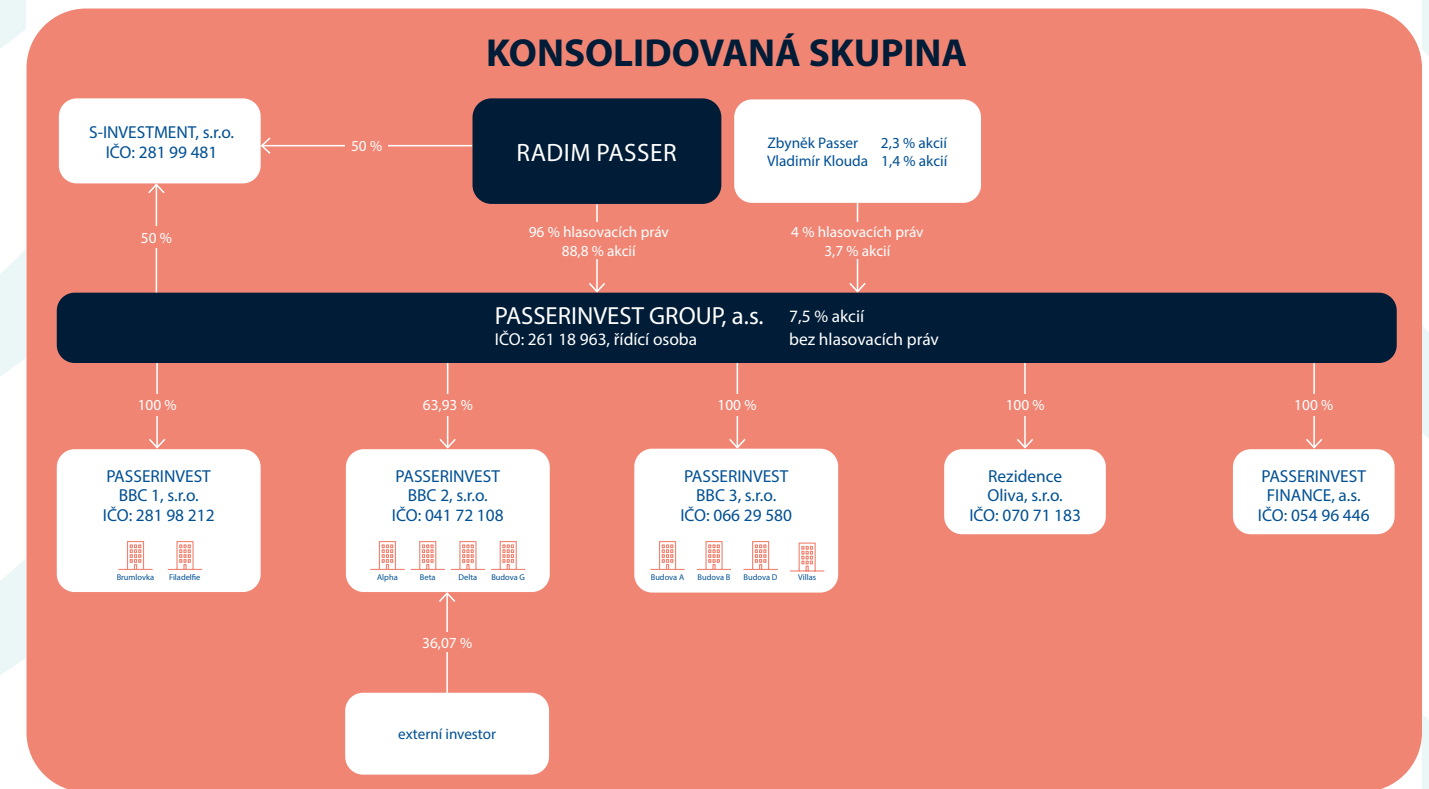 KONSOLIDOVANÁ SKUPINA
S-INVESTMENT, s.r.o.
IČO: 281 99 481
50 %
RADIM PASSER
Zbyněk Passer 2,3 % akcií
Vladimír Klouda 1,4 % akcií
50 %
96 % hlasovacích práv
88,8 % akcií
4 % hlasovacích práv
3,7 % akcií
PASSERINVEST GROUP, a.s.
IČO: 261 18 963, řídící osoba
7,5 % akcií
bez hlasovacích práv
100 %
63,93 %
100 %
100 %
100 %
PASSERINVEST
BBC 1, s.r.o.
IČO: 281 98 212
Brumlovka
Filadelfie
PASSERINVEST
BBC 2, s.r.o.
IČO: 041 72 108
Alpha
Beta
Delta
Budova G
PASSERINVEST
BBC 3, s.r.o.
IČO: 066 29 580
Budova A
Budova B
Budova D
Villas
Rezidence
Oliva, s.r.o.
IČO: 070 71 183
PASSERINVEST
FINANCE, a.s.
IČO: 054 96 446
36,07 %
externí investor